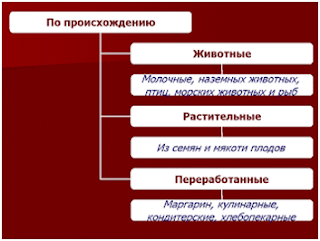 По происхождению
Животные
Молочные, наземных животных,
птиц, морских животных и рыб
Растительные
Из семян и мякоти плодов
Переработанные
Маргарин, кулинарные,
кондитерские, хлебопекарные